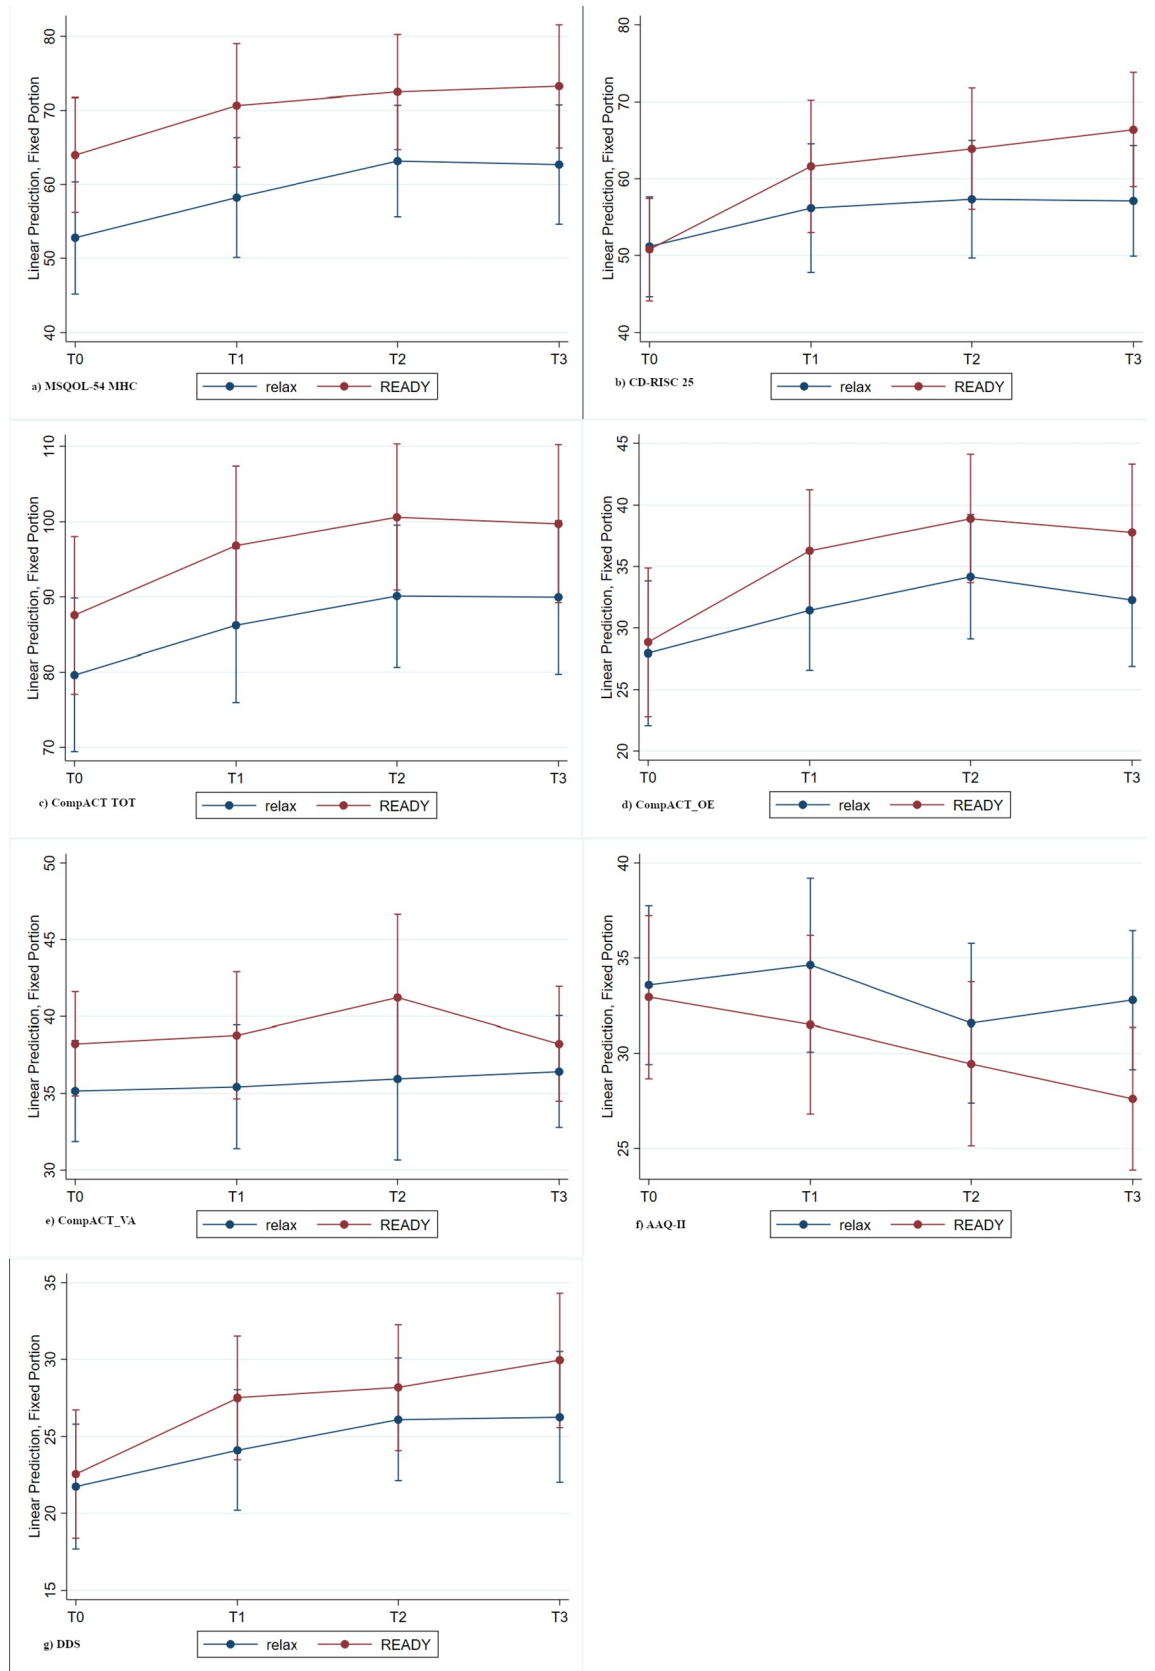 Linear Prediction, Fixed Portion
80
70
60
50
40
T0 T1 T2 T3
a) MSQOL-54 MHC
relax READY
Linear Prediction, Fixed Portion
80
70
60
50
40
T0 T1 T2 T3
b) CD-RISC 25
relax READY
Linear Prediction, Fixed Portion
110
100
90
80
70
T0 T1 T2 T3
c) CompACT TOT
relax READY
Linear Prediction, Fixed Portion
45
40
35
30
25
20
T0 T1 T2 T3
d) CompACT_OE
relax READY
Linear Prediction, Fixed Portion
50
45
40
35
30
T0 T1 T2 T3
e) CompACT_VA
relax READY
Linear Prediction, Fixed Portion
40
35
30
25
T0 T1 T2 T3
f) AAQ-II
relax READY
Linear Prediction, Fixed Portion
35
30
25
20
15
T0 T1 T2 T3
g) DDS
relax READY